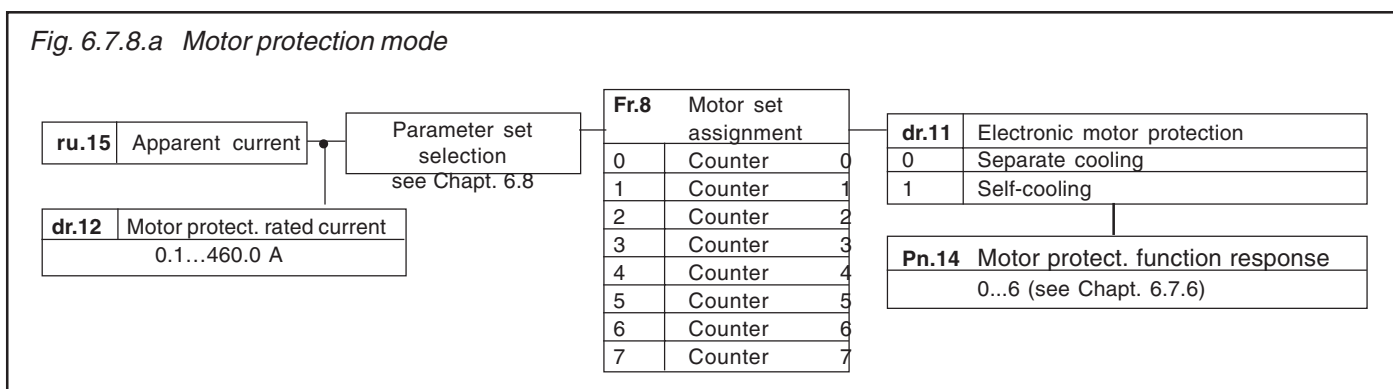 Fig. 6.7.8.a Motor protection mode
ru.15 Apparent current
dr.12 Motor protect. rated current
0.1...460.0 A
Parameter set
selection
see Chapt. 6.8
Fr.8 Motor set
assignment
0 Counter 0
1 Counter 1
2 Counter 2
3 Counter 3
4 Counter 4
5 Counter 5
6 Counter 6
7 Counter 7
dr.11 Electronic motor protection
0 Separate cooling
1 Self-cooling
Pn.14 Motor protect. function response
0...6 (see Chapt. 6.7.6)